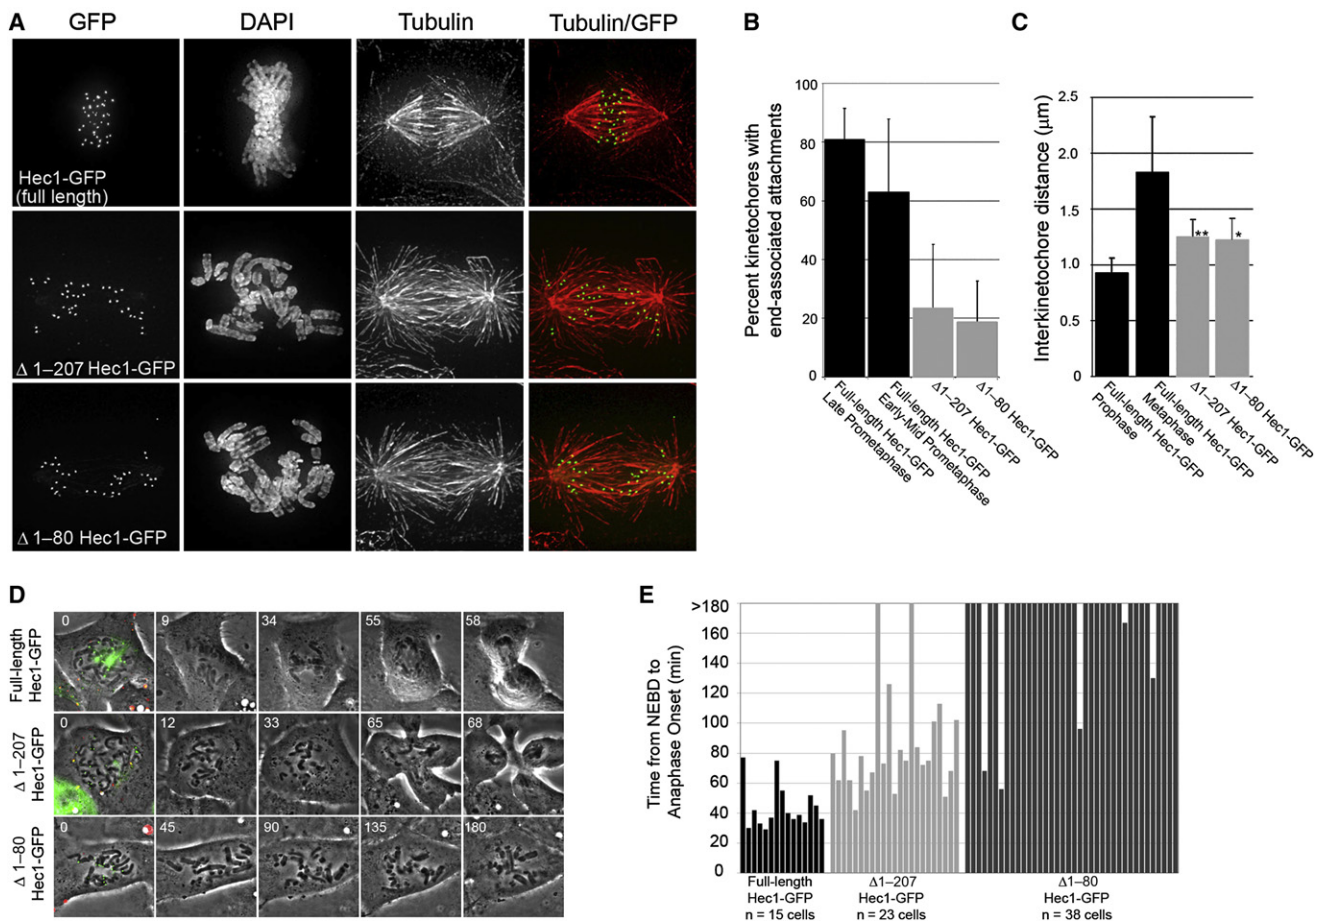 A
GFP
DAPI
Tubulin
Tubulin/GFP
Hec1-GFP
(full length)
Δ 1–207 Hec1-GFP
Δ 1–80 Hec1-GFP
B
Percent kinetochores with
end-associated attachments
100
80
60
40
20
0
Full-length Hec1-GFP
Late Prometaphase
Full-length Hec1-GFP
Early-Mid Prometaphase
Δ1–207 Hec1-GFP
Δ1–80 Hec1-GFP
C
Interkinetochore distance (μm)
2.5
2.0
1.5
1.0
0.5
0
**
*
Full-length Hec1-GFP
Prophase
Full-length Hec1-GFP
Metaphase
Δ1–207 Hec1-GFP
Δ1–80 Hec1-GFP
D
Full-length
Hec1-GFP
0
9
34
55
58
Δ 1–207
Hec1-GFP
0
12
33
65
68
Δ 1–80
Hec1-GFP
0
45
90
135
180
E
Time from NEBD to
Anaphase Onset (min)
>180
160
140
120
100
80
60
40
20
0
Full-length
Hec1-GFP
n = 15 cells
Δ1–207
Hec1-GFP
n = 23 cells
Δ1–80
Hec1-GFP
n = 38 cells